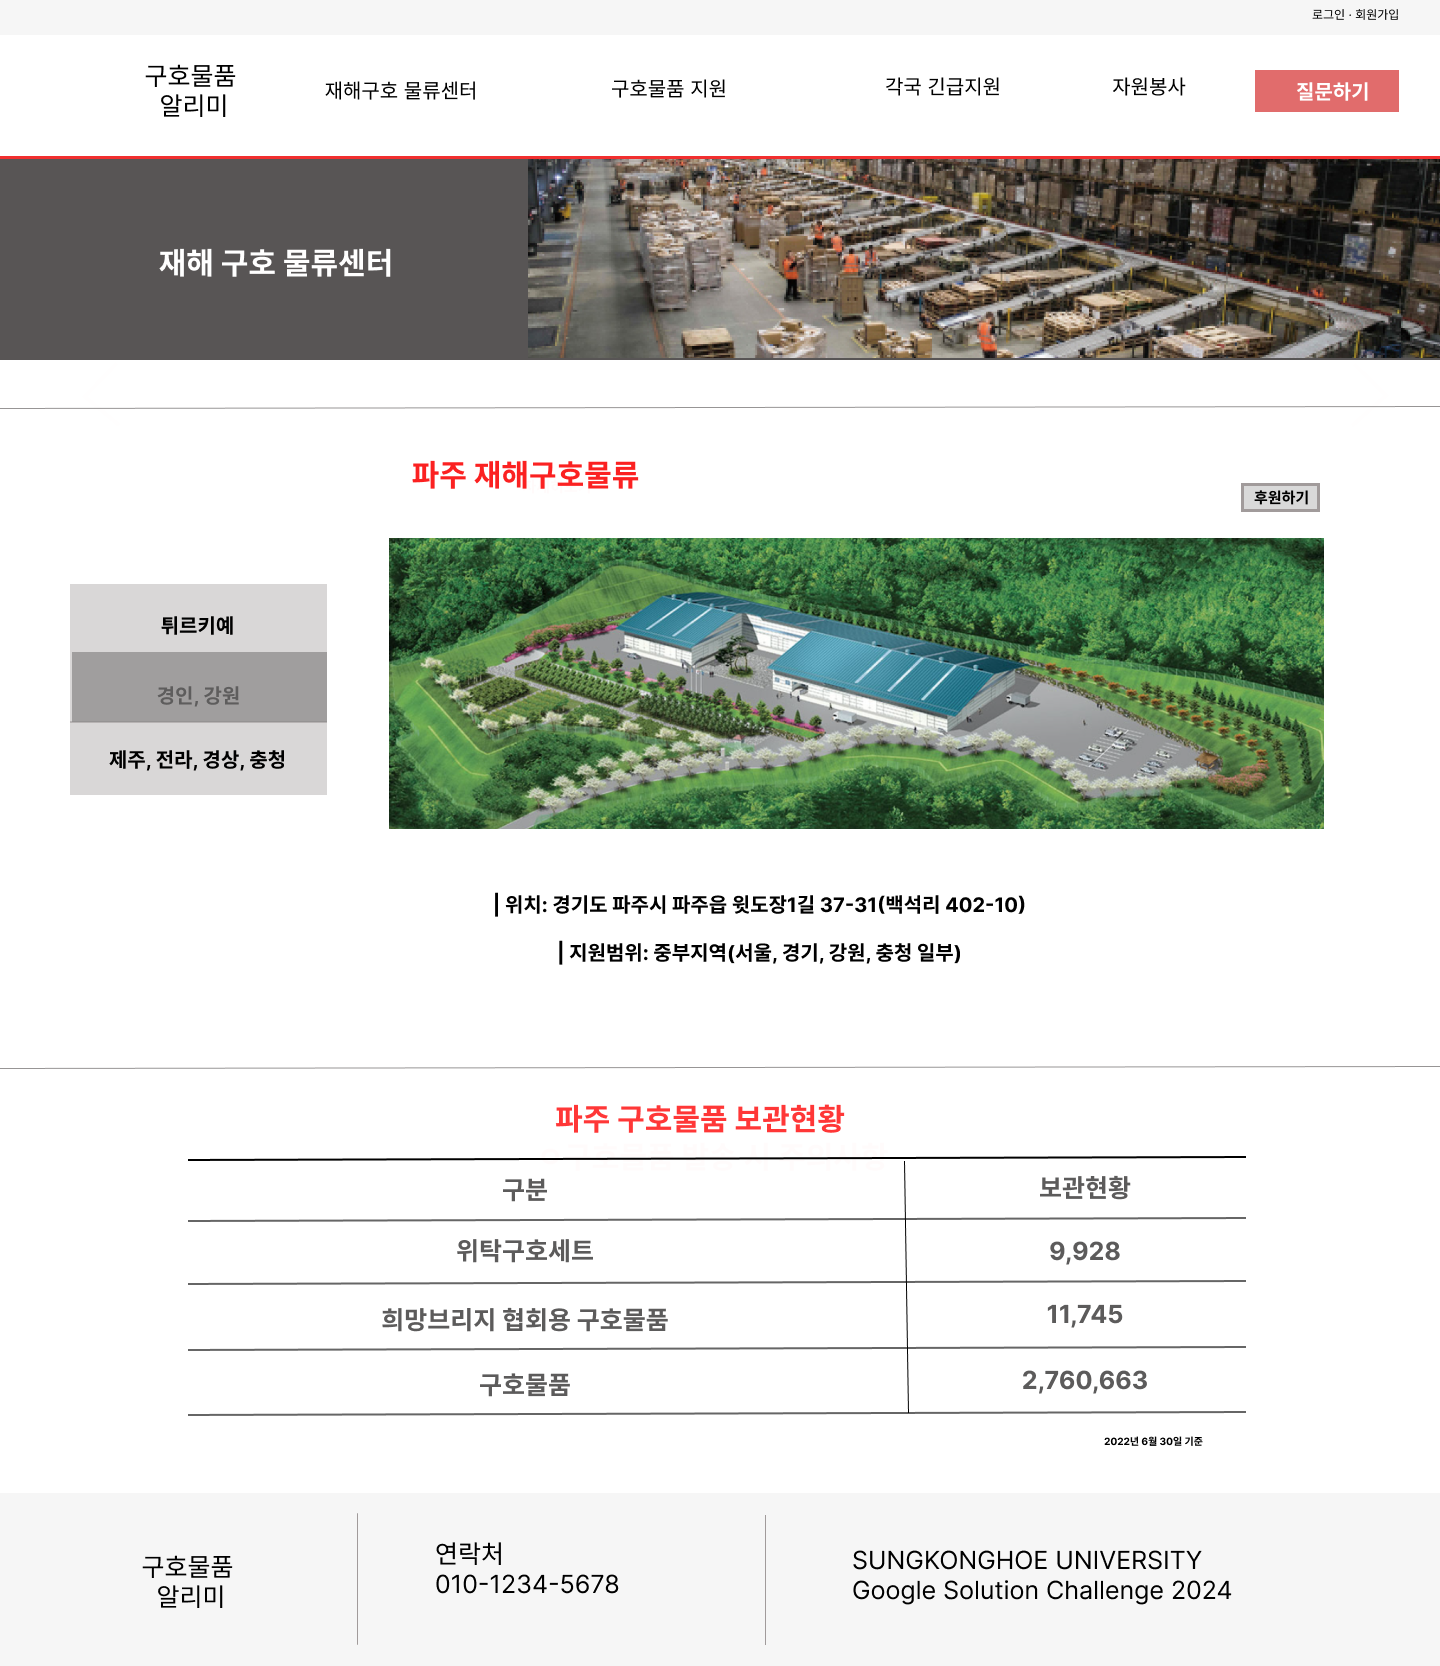 로그인 · 회원가입
구호물품
알리미
재해구호 물류센터
구호물품 지원
각국 긴급지원
자원봉사
질문하기
재해 구호 물류센터
파주 재해구호물류
후원하기
튀르키예
경인, 강원
제주, 전라, 경상, 충청
| 위치: 경기도 파주시 파주읍 윗도장1길 37-31(백석리 402-10)
| 지원범위: 중부지역(서울, 경기, 강원, 충청 일부)
파주 구호물품 보관현황
구분 보관현황
위탁구호세트 9,928
희망브리지 협회용 구호물품 11,745
구호물품 2,760,663
2022년 6월 30일 기준
구호물품
알리미
연락처
010-1234-5678
SUNGKONGHOE UNIVERSITY
Google Solution Challenge 2024